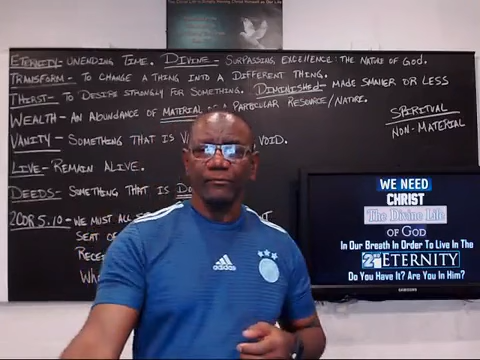 ETERNITY- UNENDING TIME. DIVINE- SURPASSING EXCELLENCE: THE NATURE OF GOD.
TRANSFORM- TO CHANGE A THING INTO A DIFFERENT THING.
THIRST- TO DESIRE STRONGLY FOR SOMETHING. DIMINISHED- MADE SMALLER OR LESS
WEALTH- AN ABUNDANCE OF MATERIAL PARTICULAR RESOURCE/NATURE.
SPIRITUAL
NON-MATERIAL
VANITY- SOMETHING THAT IS VOID.
LIVE- REMAIN ALIVE.
DEEDS- SOMETHING THAT IS
2COR 5:10- WE MUST ALL
SEAT OF
WE NEED
CHRIST
The Divine Life
of GOD
In Our Breath In Order To Live In The
ETERNITY
Do You Have It? Are You In Him?
SAMSUNG
adidas